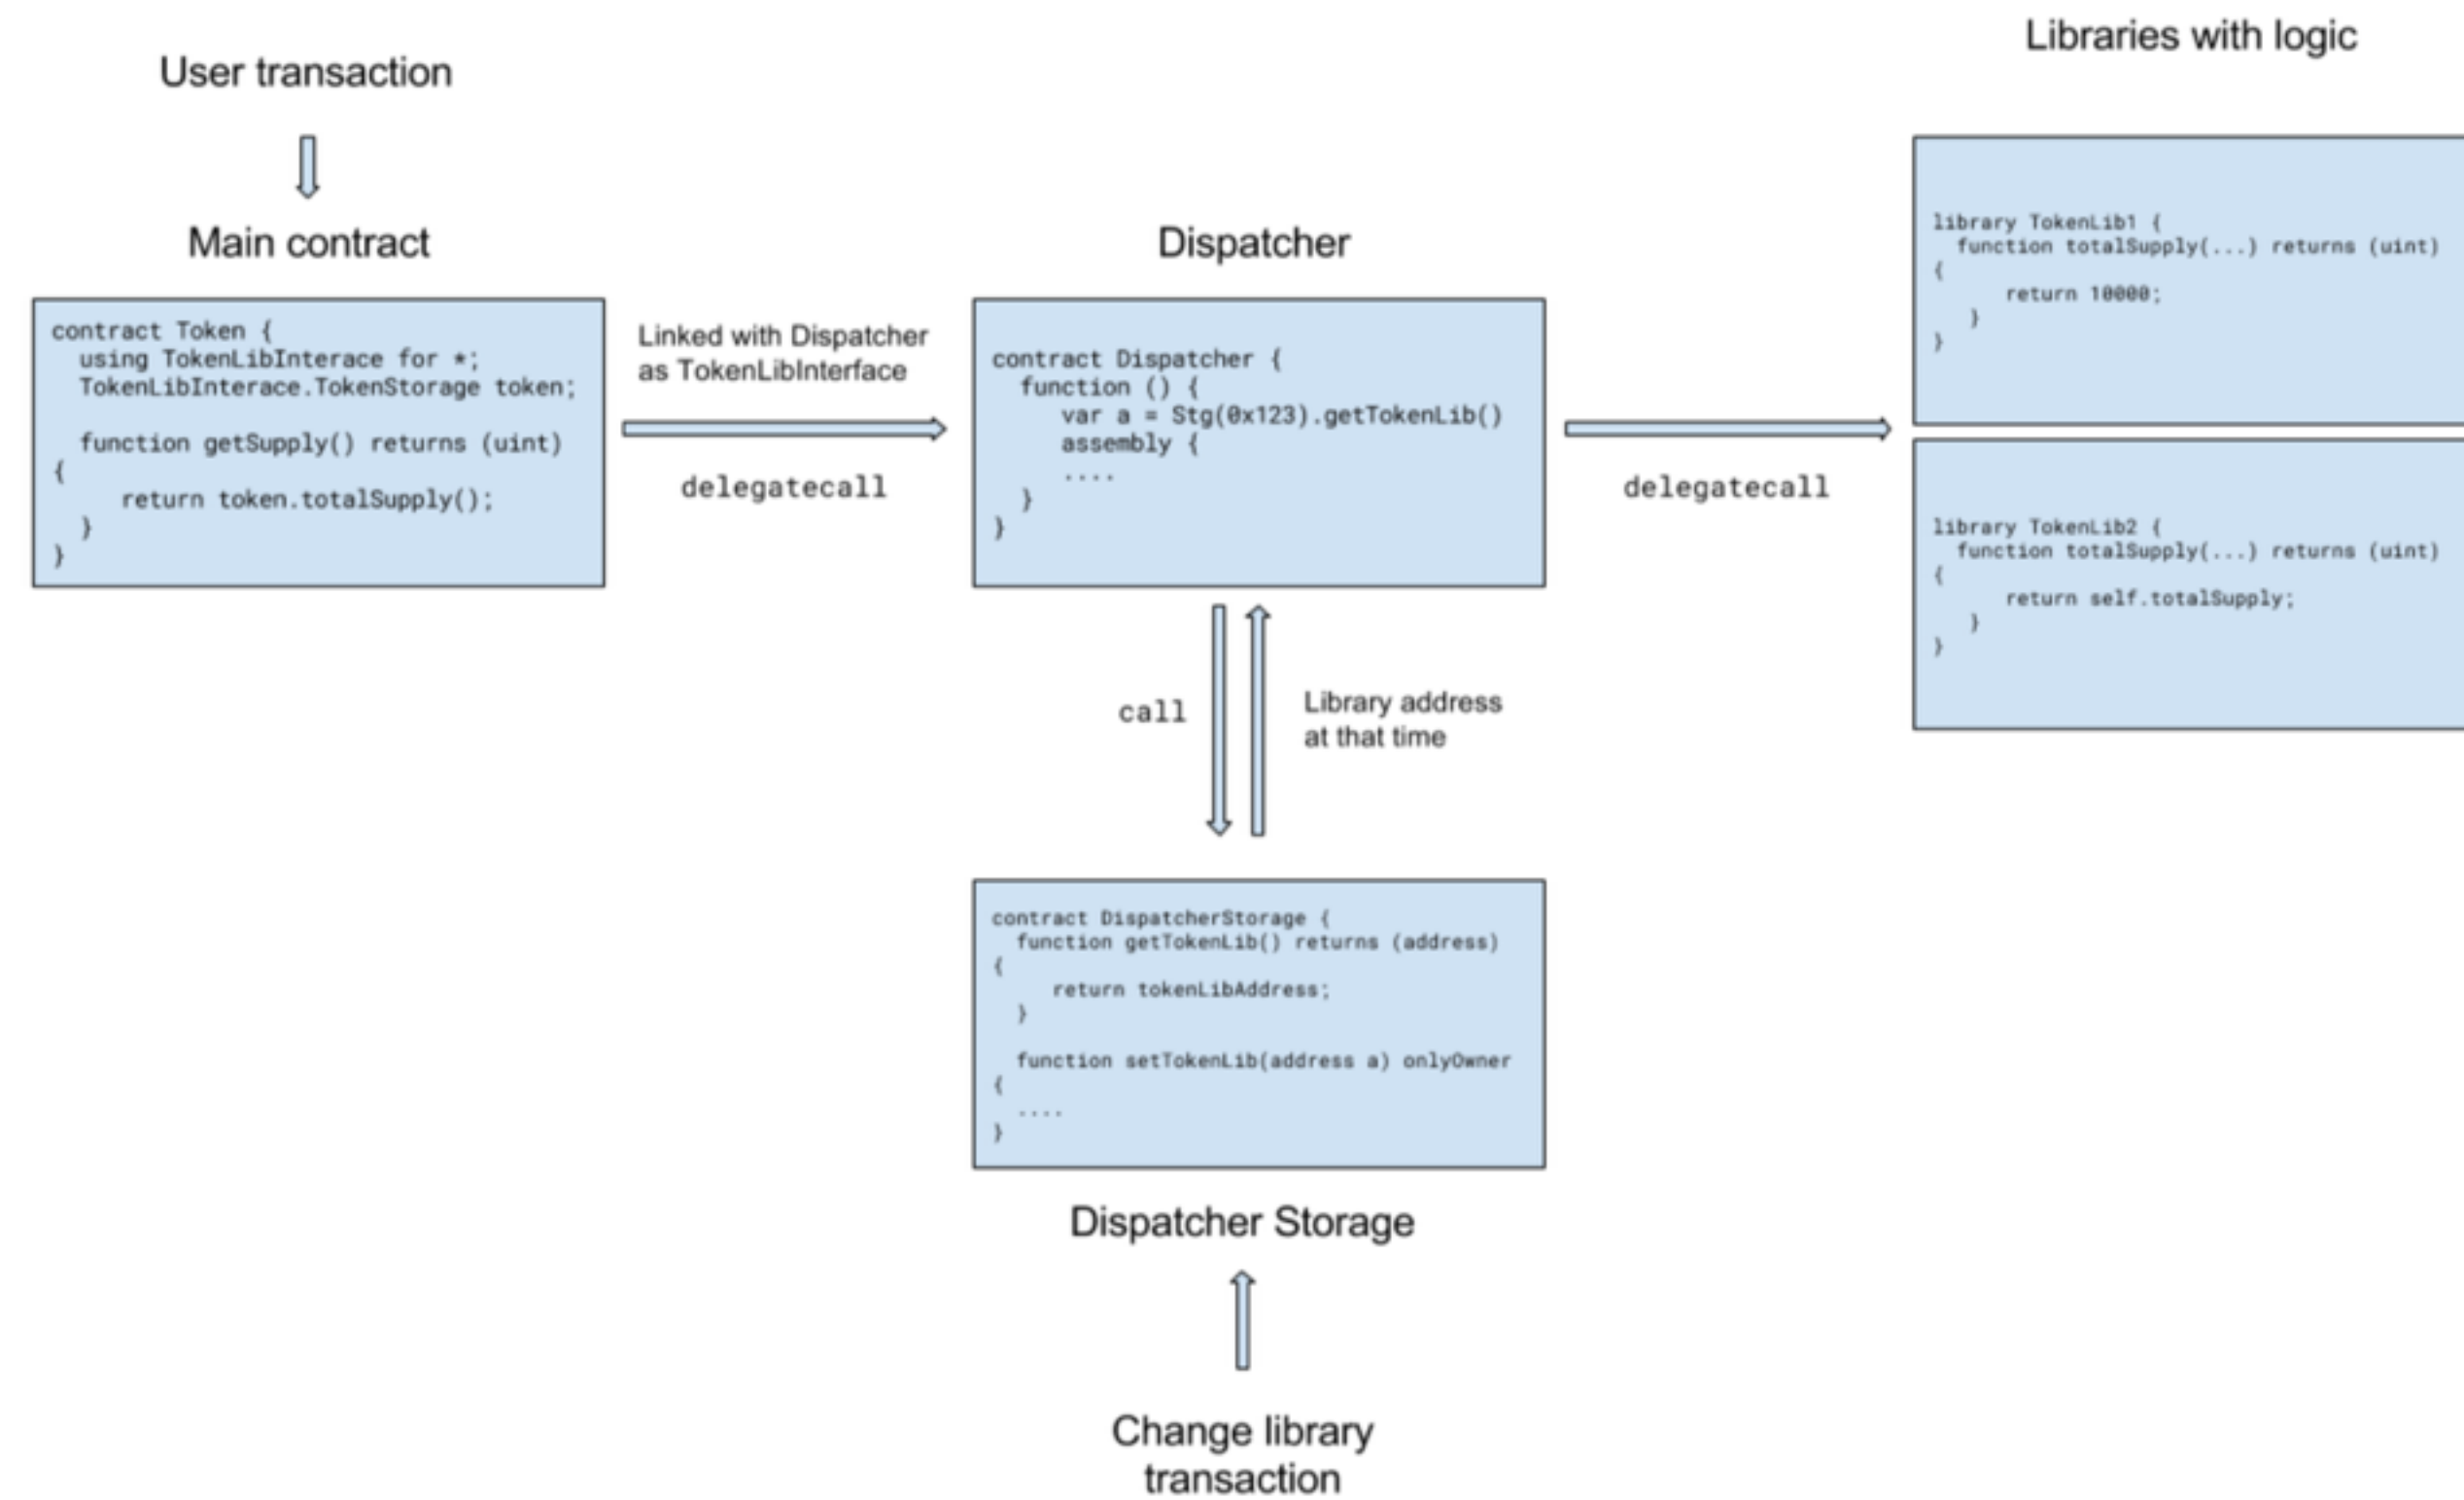 User transaction
Main contract
contract Token {
using TokenLibInterace for *;
TokenLibInterace.TokenStorage token;
function getSupply() returns (uint)
{
return token.totalSupply();
}
}
Linked with Dispatcher
as TokenLibInterface
delegatecall
Dispatcher
contract Dispatcher {
function () {
var a = Stg(0x123).getTokenLib()
assembly {
....
}
}
delegatecall
Libraries with logic
library TokenLib1 {
function totalSupply(...) returns (uint)
{
return 10000;
}
}
library TokenLib2 {
function totalSupply(...) returns (uint)
{
return self.totalSupply;
}
}
call
Library address
at that time
contract DispatcherStorage {
function getTokenLib() returns (address)
{
return tokenLibAddress;
}
function setTokenLib(address a) onlyOwner
{
....
}
Dispatcher Storage
Change library
transaction